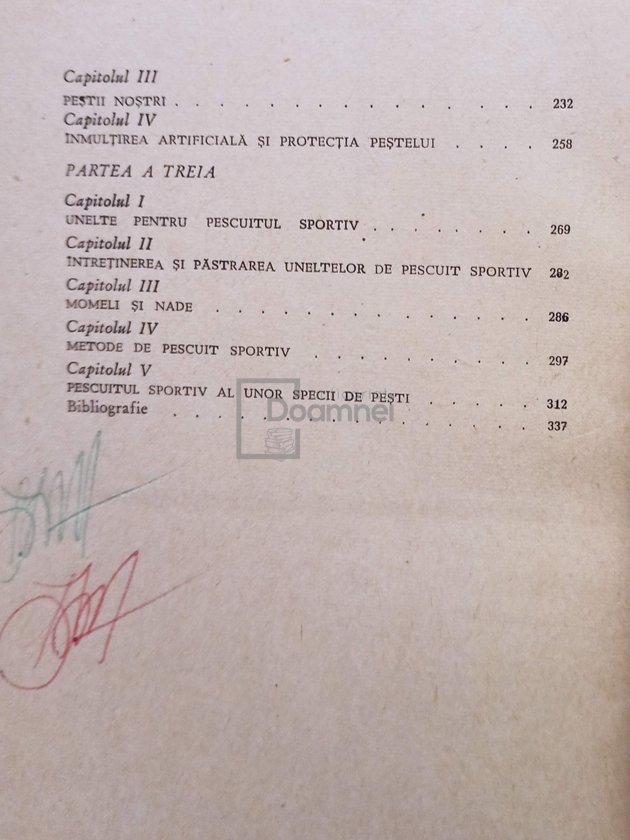 Capitolul III
PEȘTII NOȘTRI . . . . . . . . . . . . . . 232
Capitolul IV
ÎNMULȚIREA ARTIFICIALĂ ȘI PROTECȚIA PEȘTELUI . . . . 258
PARTEA A TREIA
Capitolul I
UNELTE PENTRU PESCUITUL SPORTIV . . . . . . . . 269
Capitolul II
ÎNTREȚINEREA ȘI PĂSTRAREA UNELTELOR DE PESCUIT SPORTIV 282
Capitolul III
MOMELI ȘI NADE . . . . . . . . . . . . . 286
Capitolul IV
METODE DE PESCUIT SPORTIV . . . . . . . . . 297
Capitolul V
PESCUITUL SPORTIV AL UNOR SPECII DE PEȘTI . . . . . 312
Bibliografie . . . . . . . . . . . . . . 337
Doamnei